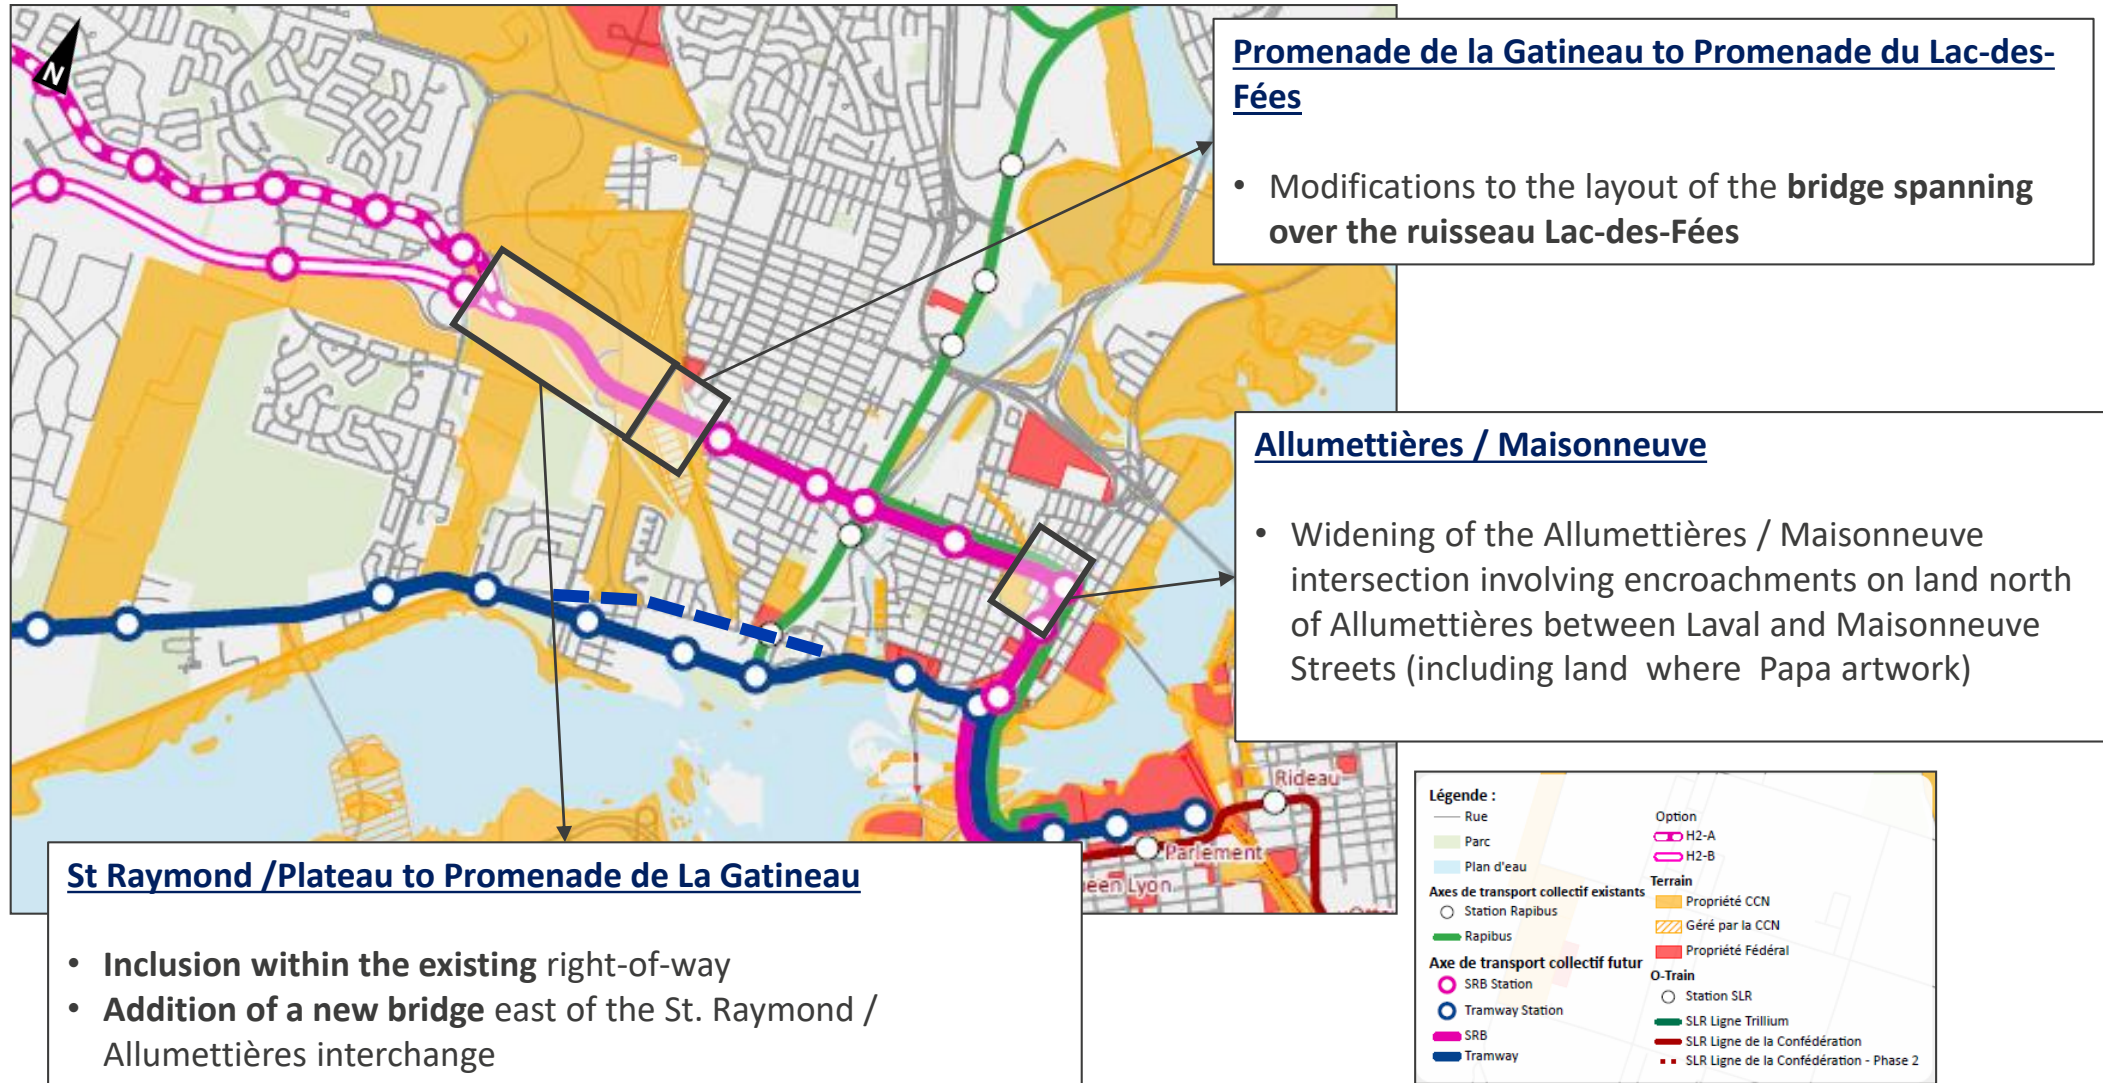 N
Promenade de la Gatineau to Promenade du Lac-des-
Fées
• Modifications to the layout of the bridge spanning
over the ruisseau Lac-des-Fées
Allumettières / Maisonneuve
• Widening of the Allumettières / Maisonneuve
intersection involving encroachments on land north
of Allumettières between Laval and Maisonneuve
Streets (including land where Papa artwork)
Rideau
Parlement
een Lyon
St Raymond /Plateau to Promenade de La Gatineau
• Inclusion within the existing right-of-way
• Addition of a new bridge east of the St. Raymond /
Allumettières interchange
Légende :
Rue
Parc
Plan d'eau
Axes de transport collectif existants
Station Rapibus
Rapibus
Axe de transport collectif futur
SRB Station
Tramway Station
SRB
Tramway
Option
H2-A
H2-B
Terrain
Propriété CCN
Géré par la CCN
Propriété Fédéral
O-Train
Station SLR
SLR Ligne Trillium
SLR Ligne de la Confédération
SLR Ligne de la Confédération - Phase 2